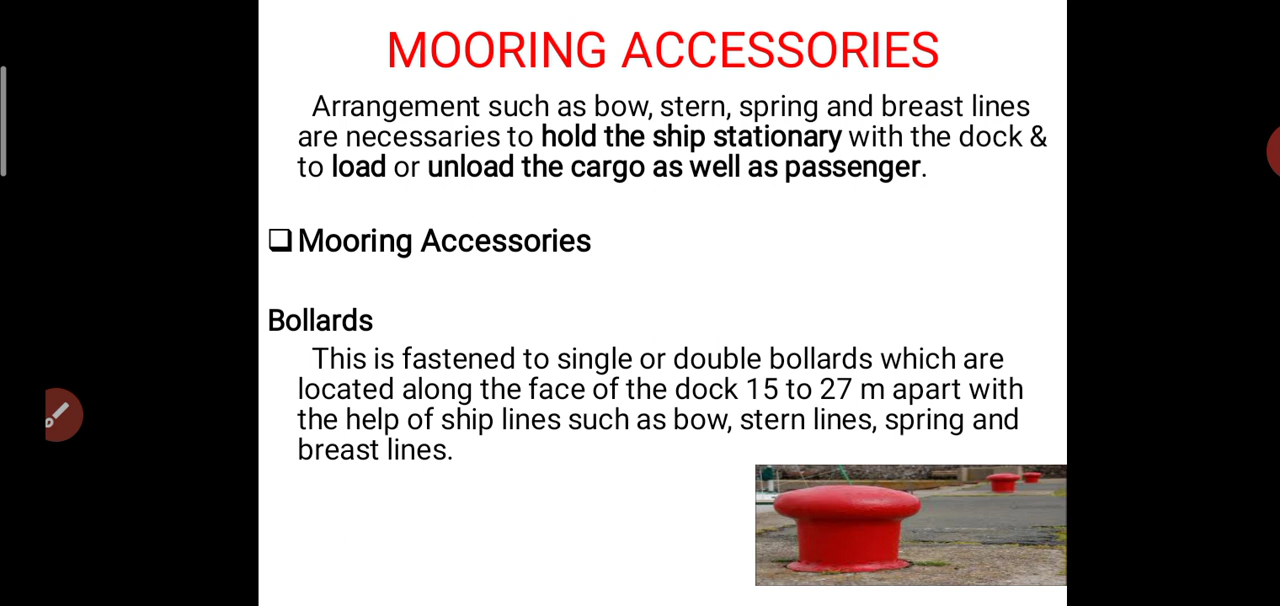 MOORING ACCESSORIES
Arrangement such as bow, stern, spring and breast lines
are necessaries to hold the ship stationary with the dock &
to load or unload the cargo as well as passenger.
Mooring Accessories
Bollards
This is fastened to single or double bollards which are
located along the face of the dock 15 to 27 m apart with
the help of ship lines such as bow, stern lines, spring and
breast lines.